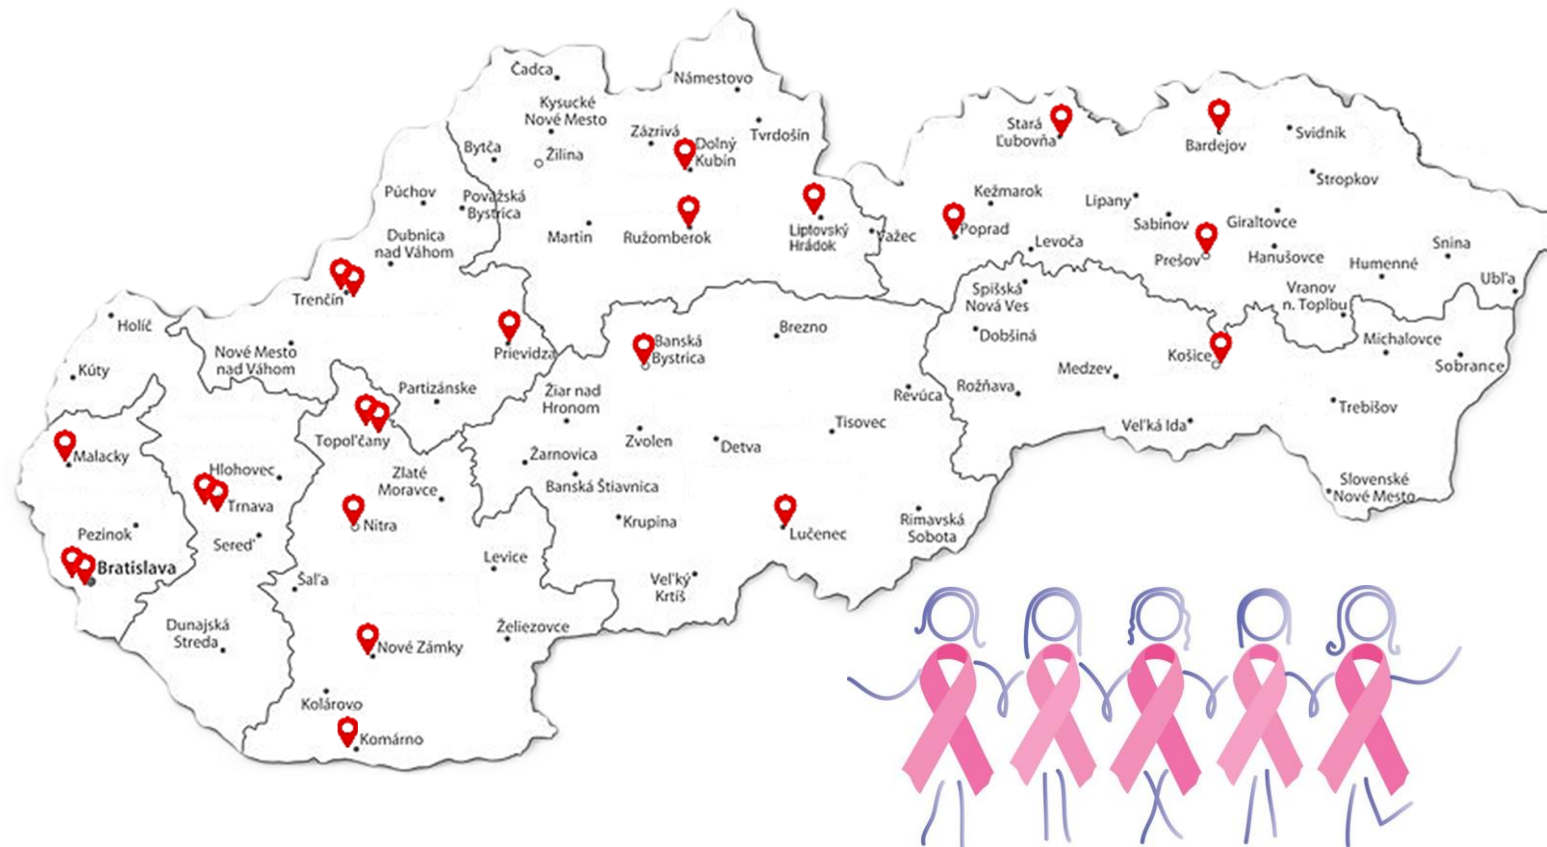 Čadca
Námestovo
Kysucké
Nové Mesto
Tvrdošín
Zázrivá
Dolný
Kubín
Bytča
Žilina
Stará
Ľubovňa
Bardejov
Svidník
Stropkov
Púchov
Považská
Bystrica
Martin
Ružomberok
Liptovský
Hrádok
Važec
Kežmarok
Poprad
Levoča
Lipany
Sabinov
Giraltovce
Prešov
Hanušovce
Snina
Humenné
Ubľa
Dubnica
nad Váhom
Trenčín
Spišská
Nová Ves
Vranov
n. Topľou
Holíč
Nové Mesto
nad Váhom
Prievidza
Banská
Bystrica
Brezno
Dobšiná
Košice
Michalovce
Sobrance
Kúty
Partizánske
Žiar nad
Hronom
Revúca
Rožňava
Medzev
Trebišov
Topoľčany
Zvolen
Detva
Tisovec
Veľká Ida
Malacky
Hlohovec
Zlaté
Moravce
Žarnovica
Banská Štiavnica
Slovenské
Nové Mesto
Trnava
Nitra
Krupina
Lučenec
Rimavská
Sobota
Pezinok
Sereď
Levice
Bratislava
Šaľa
Veľký
Krtíš
Dunajská
Streda
Želiezovce
Nové Zámky
Kolárovo
Komárno